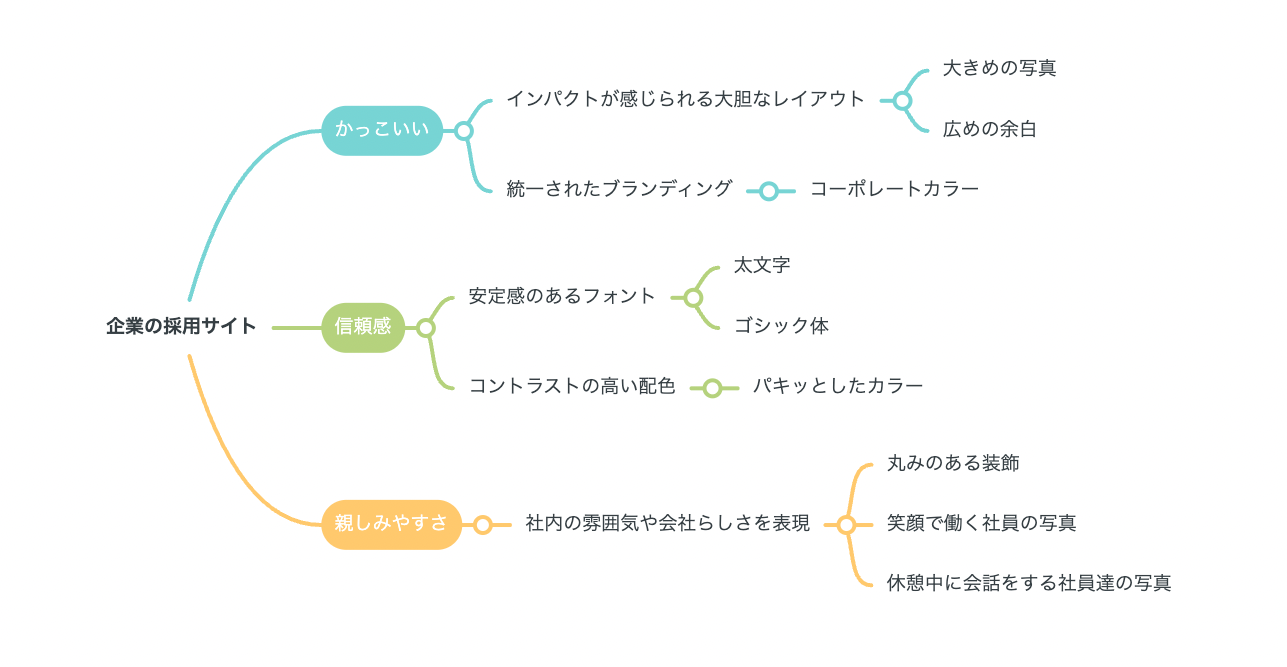 企業の採用サイト
かっこいい
インパクトが感じられる大胆なレイアウト
大きめの写真
広めの余白
統一されたブランディング
コーポレートカラー
信頼感
安定感のあるフォント
太文字
ゴシック体
コントラストの高い配色
パキッとしたカラー
親しみやすさ
社内の雰囲気や会社らしさを表現
丸みのある装飾
笑顔で働く社員の写真
休憩中に会話をする社員達の写真